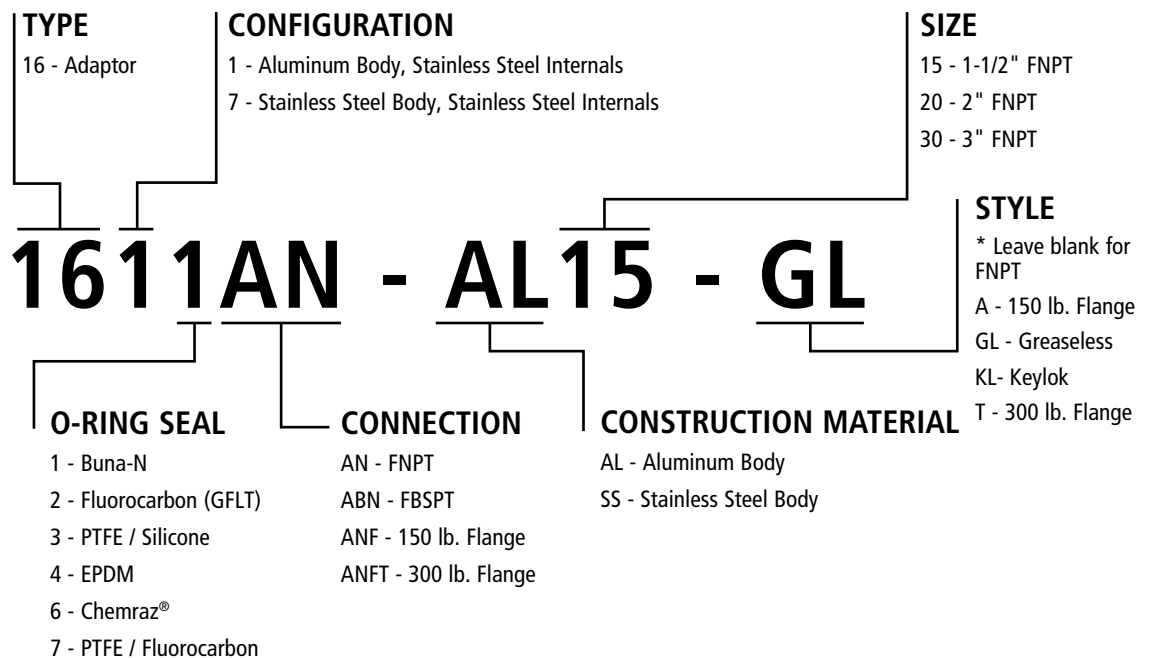 TYPE
16 - Adaptor
CONFIGURATION
1 - Aluminum Body, Stainless Steel Internals
7 - Stainless Steel Body, Stainless Steel Internals
SIZE
15 - 1-1/2" FNPT
20 - 2" FNPT
30 - 3" FNPT
1611AN - AL15 - GL
STYLE
* Leave blank for
FNPT
A - 150 lb. Flange
GL - Greaseless
KL- Keylok
T - 300 lb. Flange
O-RING SEAL
1 - Buna-N
2 - Fluorocarbon (GFLT)
3 - PTFE / Silicone
4 - EPDM
6 - Chemraz®
7 - PTFE / Fluorocarbon
CONNECTION
AN - FNPT
ABN - FBSPT
ANF - 150 lb. Flange
ANFT - 300 lb. Flange
CONSTRUCTION MATERIAL
AL - Aluminum Body
SS - Stainless Steel Body